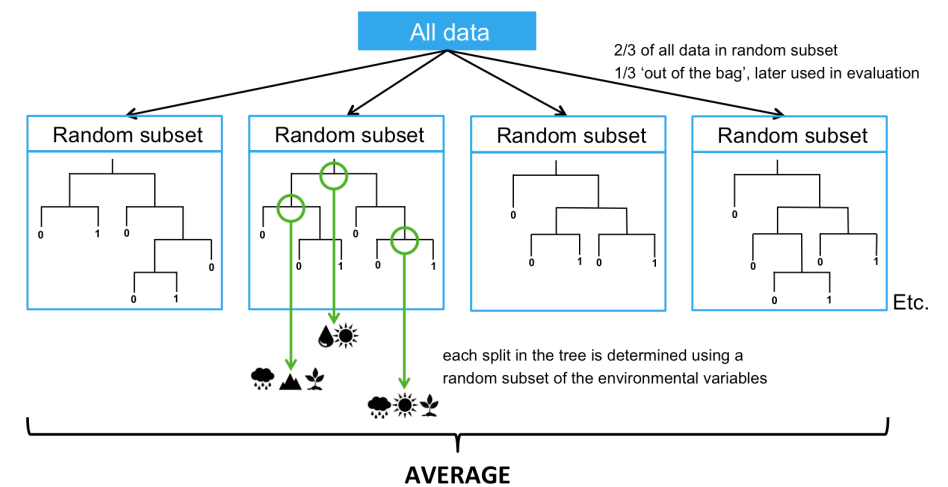 All data
2/3 of all data in random subset
1/3 ‘out of the bag’, later used in evaluation
Random subset
Random subset
Random subset
Random subset
0
1
0
0
0
1
0
0
1
0
0
1
0
0
1
0
1
0
0
0
1
0
1
Etc.
each split in the tree is determined using a
random subset of the environmental variables
AVERAGE